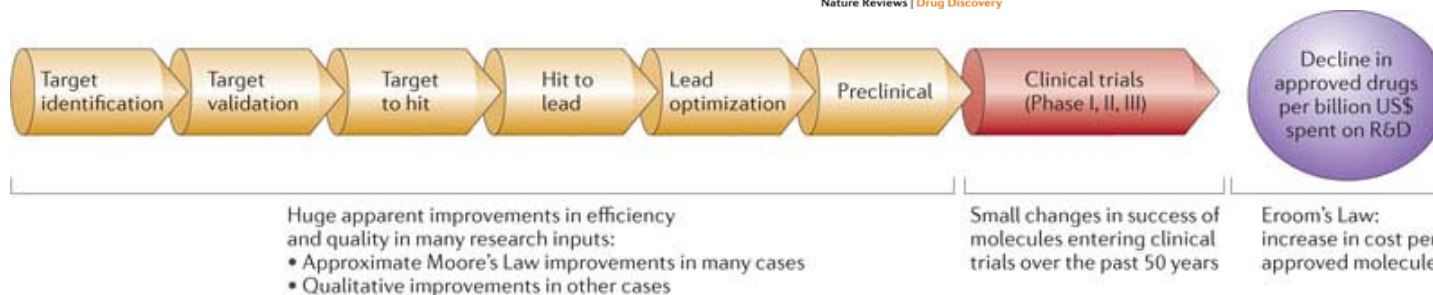 Nature Reviews | Drug Discovery
Target
identification
Target
validation
Target
to hit
Hit to
lead
Lead
optimization
Preclinical
Clinical trials
(Phase I, II, III)
Decline in
approved drugs
per billion US$
spent on R&D
Huge apparent improvements in efficiency
and quality in many research inputs:
• Approximate Moore's Law improvements in many cases
• Qualitative improvements in other cases
Small changes in success of
molecules entering clinical
trials over the past 50 years
Eroom's Law:
increase in cost per
approved molecule